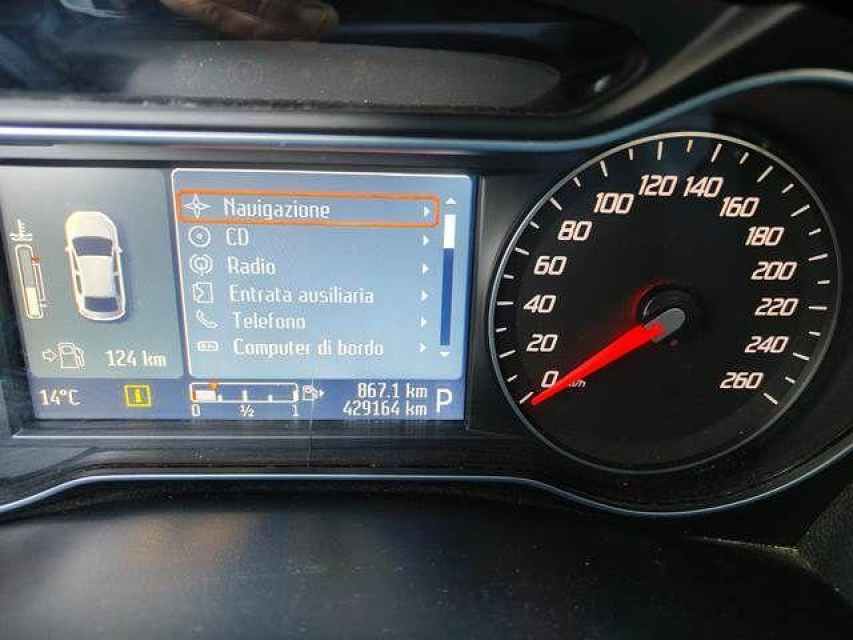 Navigazione
CD
Radio
Entrata ausiliaria
Telefono
Computer di bordo
124 km
14°C
0 ½ 1
867.1 km
429164 km
P
0
20
40
60
80
100
120
140
160
180
200
220
240
260
km/h